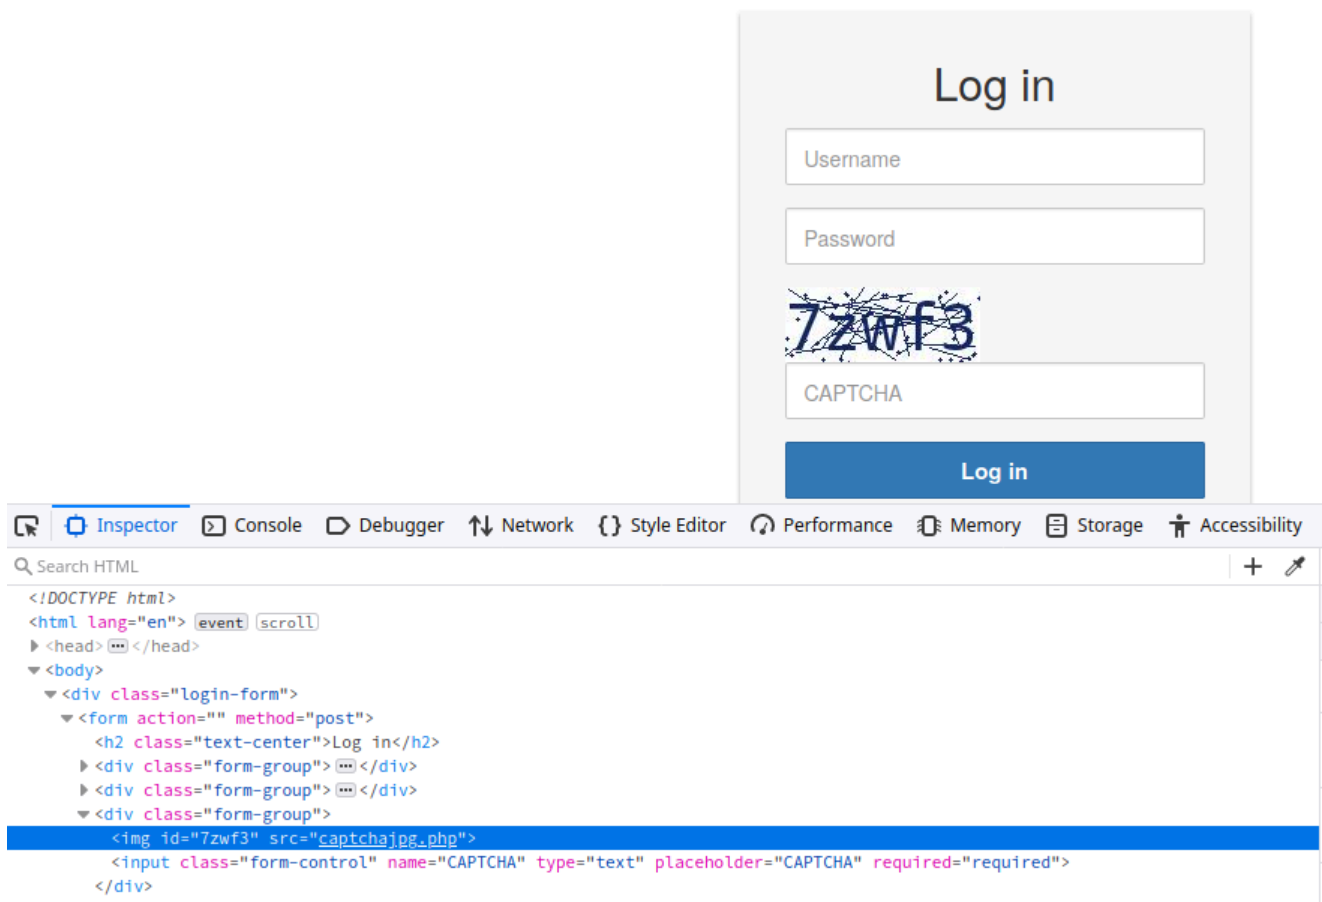 Log in
Username
Password
7zwf3
CAPTCHA
Log in
Inspector Console Debugger Network Style Editor Performance Memory Storage Accessibility
Search HTML
<!DOCTYPE html>
<html lang="en"> event scroll
<head> ••• </head>
<body>
<div class="login-form">
<form action="" method="post">
<h2 class="text-center">Log in</h2>
<div class="form-group"> ••• </div>
<div class="form-group"> ••• </div>
<div class="form-group">
<img id="7zwf3" src="captchajpg.php">
<input class="form-control" name="CAPTCHA" type="text" placeholder="CAPTCHA" required="required">
</div>